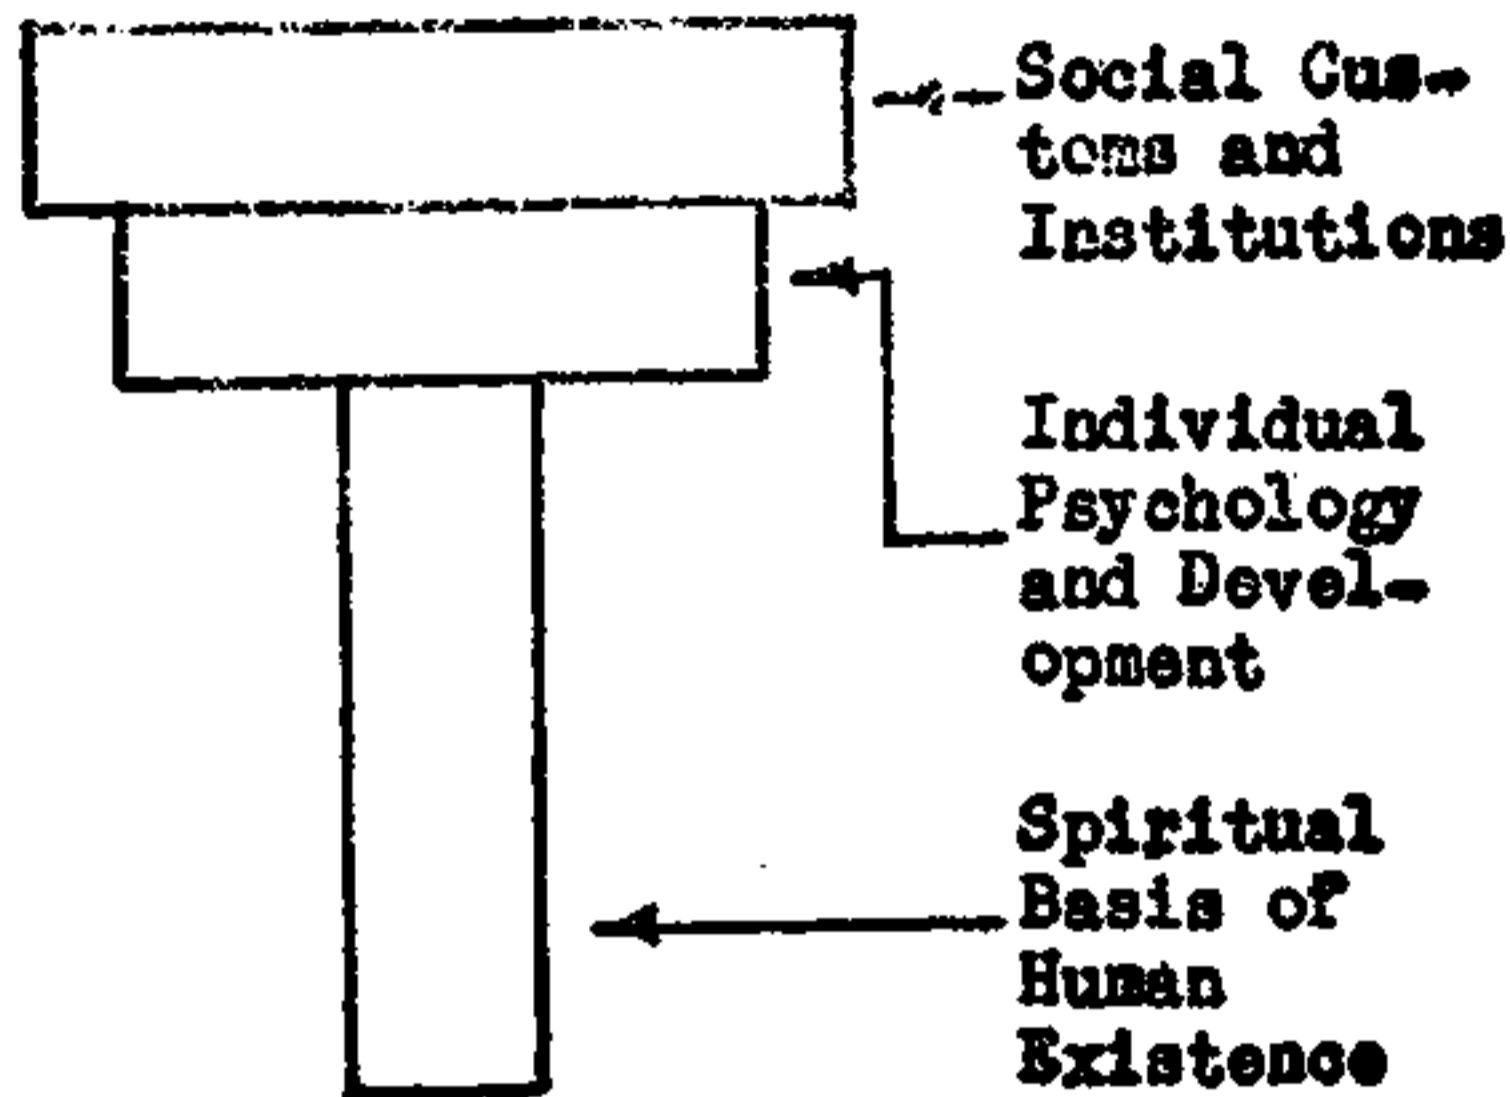 Social Cus-
toms and
Institutions
Individual
Psychology
and Devel-
opment
Spiritual
Basis of
Human
Existence